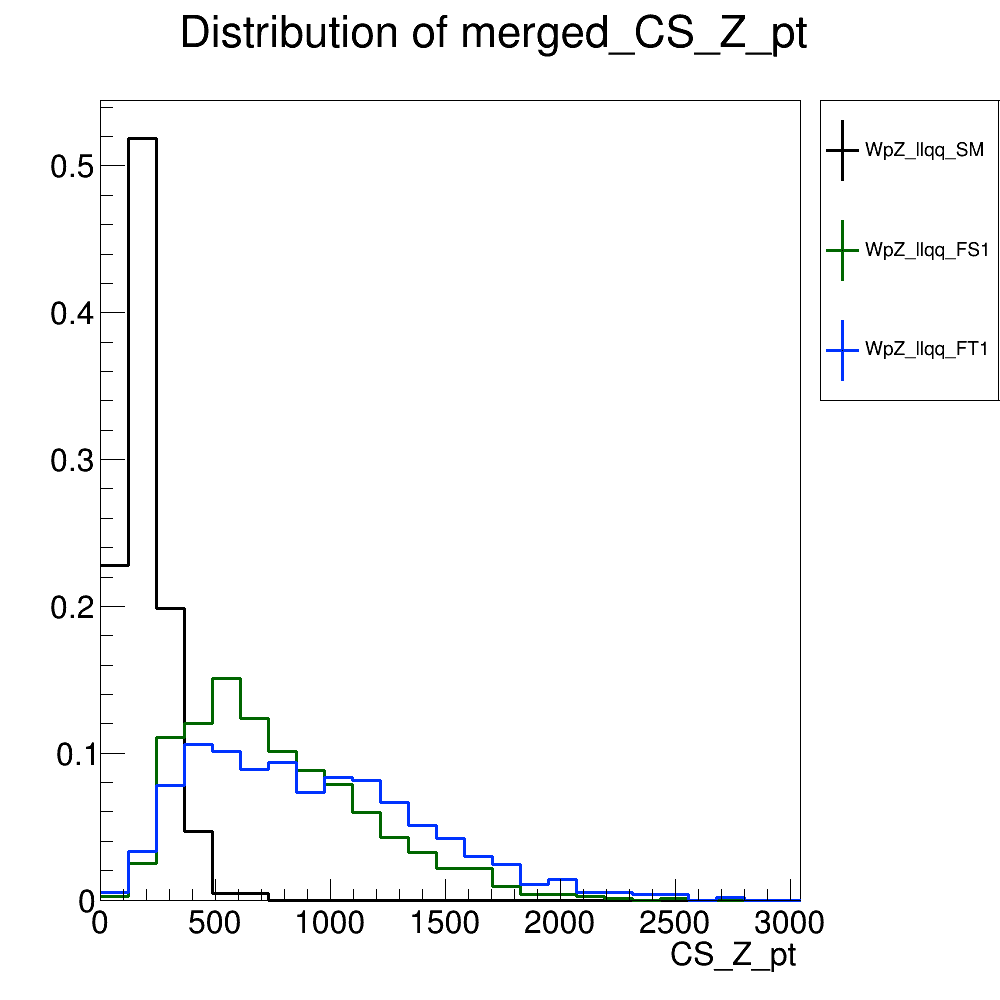 Distribution of merged_CS_Z_pt
WpZ_llqq_SM
WpZ_llqq_FS1
WpZ_llqq_FT1
0.5
0.4
0.3
0.2
0.1
0
0 500 1000 1500 2000 2500 3000
CS_Z_pt